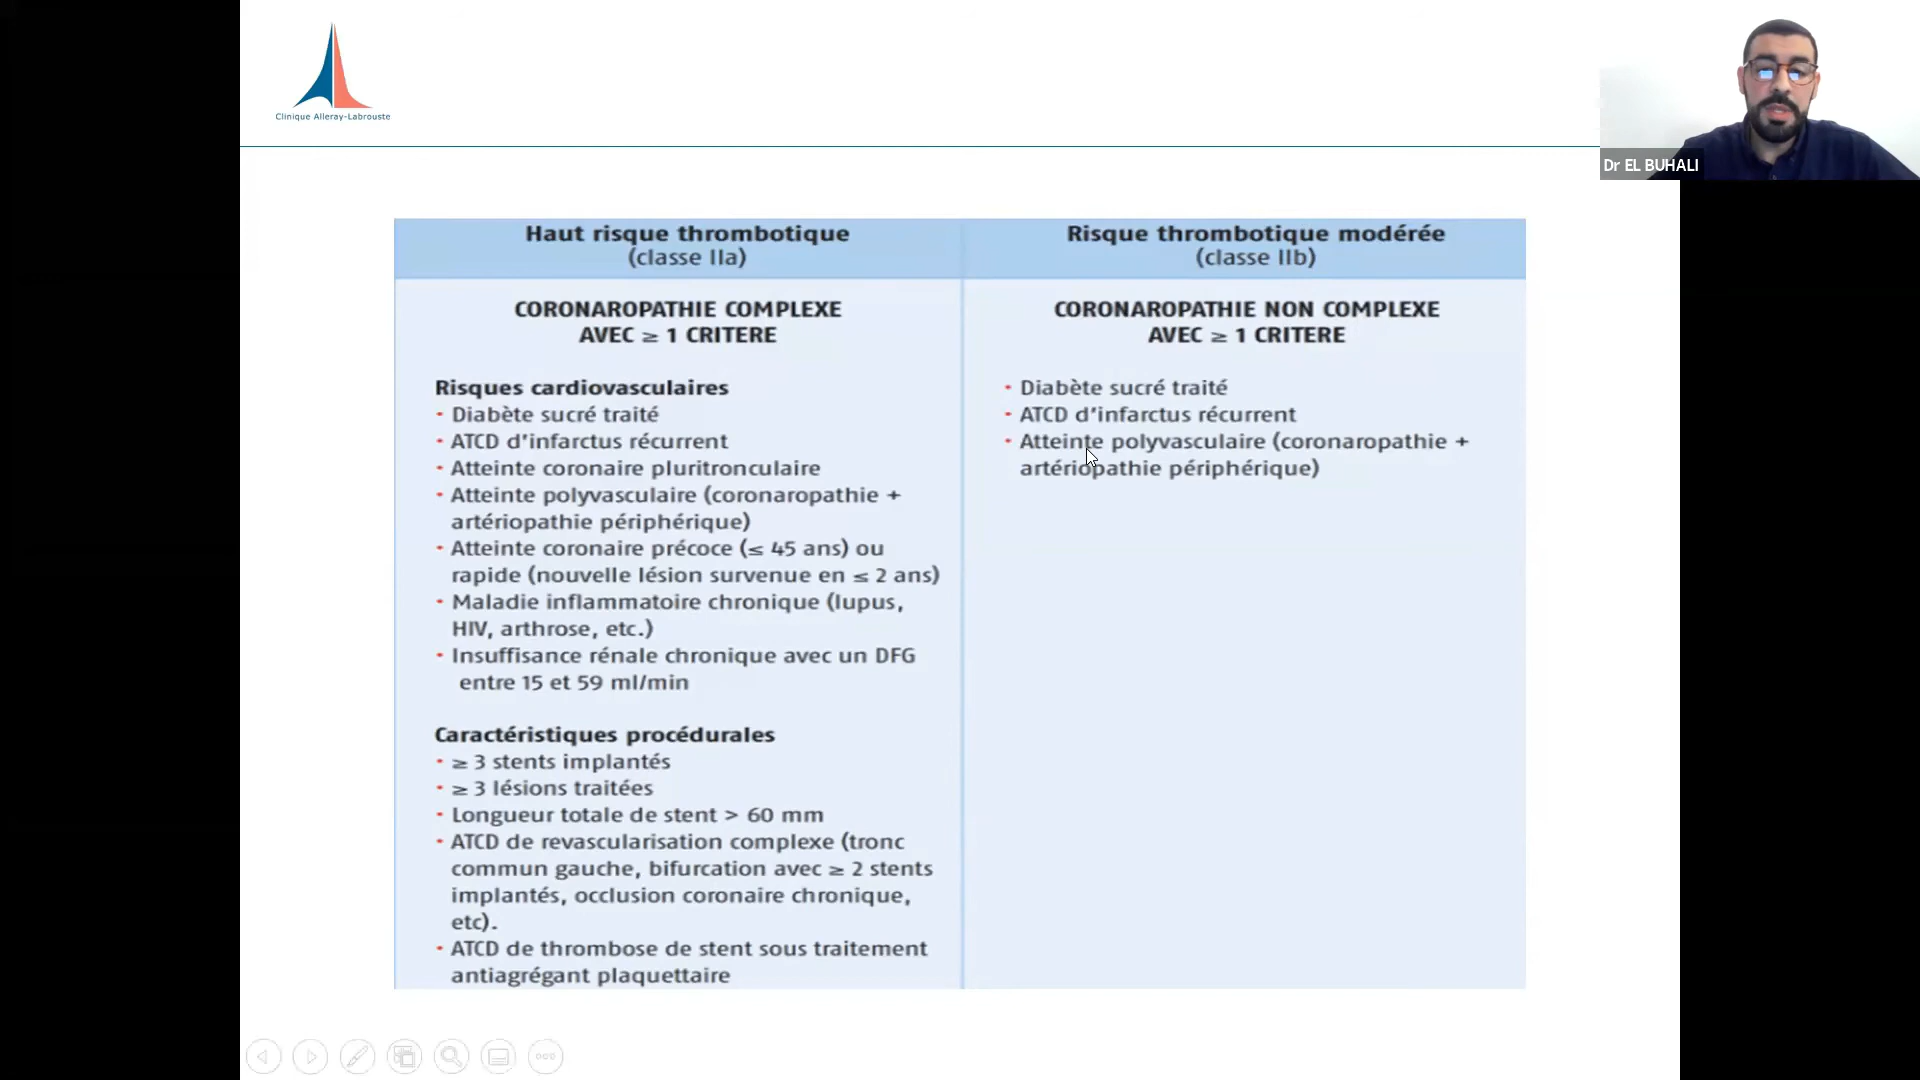 Clinique Alleray-Labrouste
Dr EL BUHALI
Haut risque thrombotique
(classe IIa)
CORONAROPATHIE COMPLEXE
AVEC ≥ 1 CRITERE
Risques cardiovasculaires
• Diabète sucré traité
• ATCD d'infarctus récurrent
• Atteinte coronaire pluritronculaire
• Atteinte polyvasculaire (coronaropathie +
artériopathie périphérique)
• Atteinte coronaire précoce (≤ 45 ans) ou
rapide (nouvelle lésion survenue en ≤ 2 ans)
• Maladie inflammatoire chronique (lupus,
HIV, arthrose, etc.)
• Insuffisance rénale chronique avec un DFG
entre 15 et 59 ml/min
Caractéristiques procédurales
• ≥ 3 stents implantés
• ≥ 3 lésions traitées
• Longueur totale de stent > 60 mm
• ATCD de revascularisation complexe (tronc
commun gauche, bifurcation avec ≥ 2 stents
implantés, occlusion coronaire chronique,
etc).
• ATCD de thrombose de stent sous traitement
antiagrégant plaquettaire
Risque thrombotique modérée
(classe IIb)
CORONAROPATHIE NON COMPLEXE
AVEC ≥ 1 CRITERE
• Diabète sucré traité
• ATCD d'infarctus récurrent
• Atteinte polyvasculaire (coronaropathie +
artériopathie périphérique)